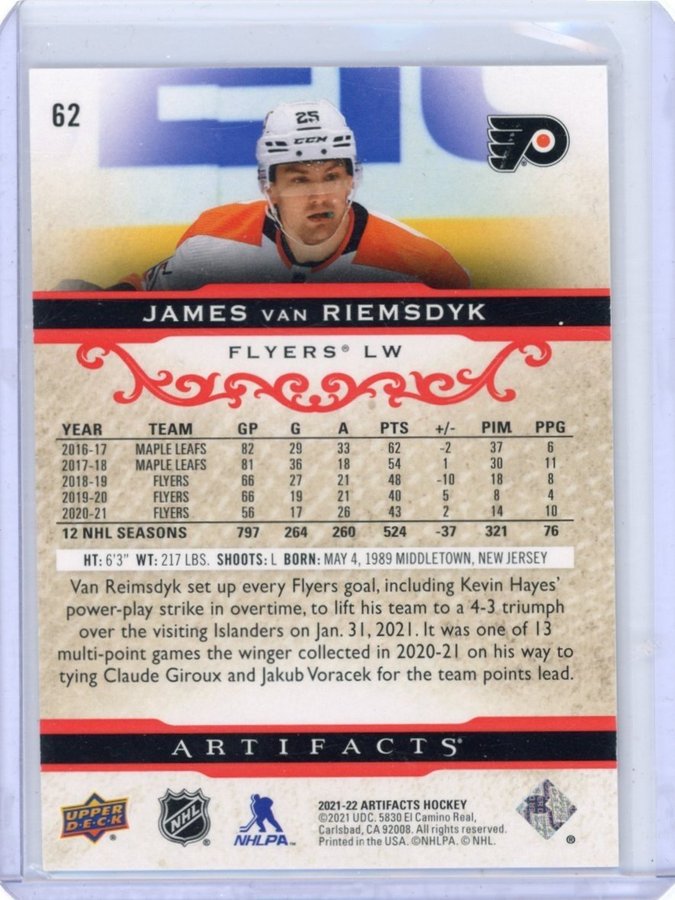 62
25
CCM
JAMES VAN RIEMSDYK
FLYERS® LW
YEAR TEAM GP G A PTS +/- PIM PPG
2016-17 MAPLE LEAFS 82 29 33 62 -2 37 6
2017-18 MAPLE LEAFS 81 36 18 54 1 30 11
2018-19 FLYERS 66 27 21 48 -10 18 8
2019-20 FLYERS 66 19 21 40 5 8 4
2020-21 FLYERS 56 17 26 43 2 14 10
12 NHL SEASONS 797 264 260 524 -37 321 76
HT: 6'3" WT: 217 LBS. SHOOTS: L BORN: MAY 4, 1989 MIDDLETOWN, NEW JERSEY
Van Reimsdyk set up every Flyers goal, including Kevin Hayes'
power-play strike in overtime, to lift his team to a 4-3 triumph
over the visiting Islanders on Jan. 31, 2021. It was one of 13
multi-point games the winger collected in 2020-21 on his way to
tying Claude Giroux and Jakub Voracek for the team points lead.
ARTIFACTS®
UPPER DECK
NHL
NHLPA
2021-22 ARTIFACTS HOCKEY
©2021 UDC. 5830 El Camino Real,
Carlsbad, CA 92008. All rights reserved.
Printed in the USA. ©NHLPA. © NHL.